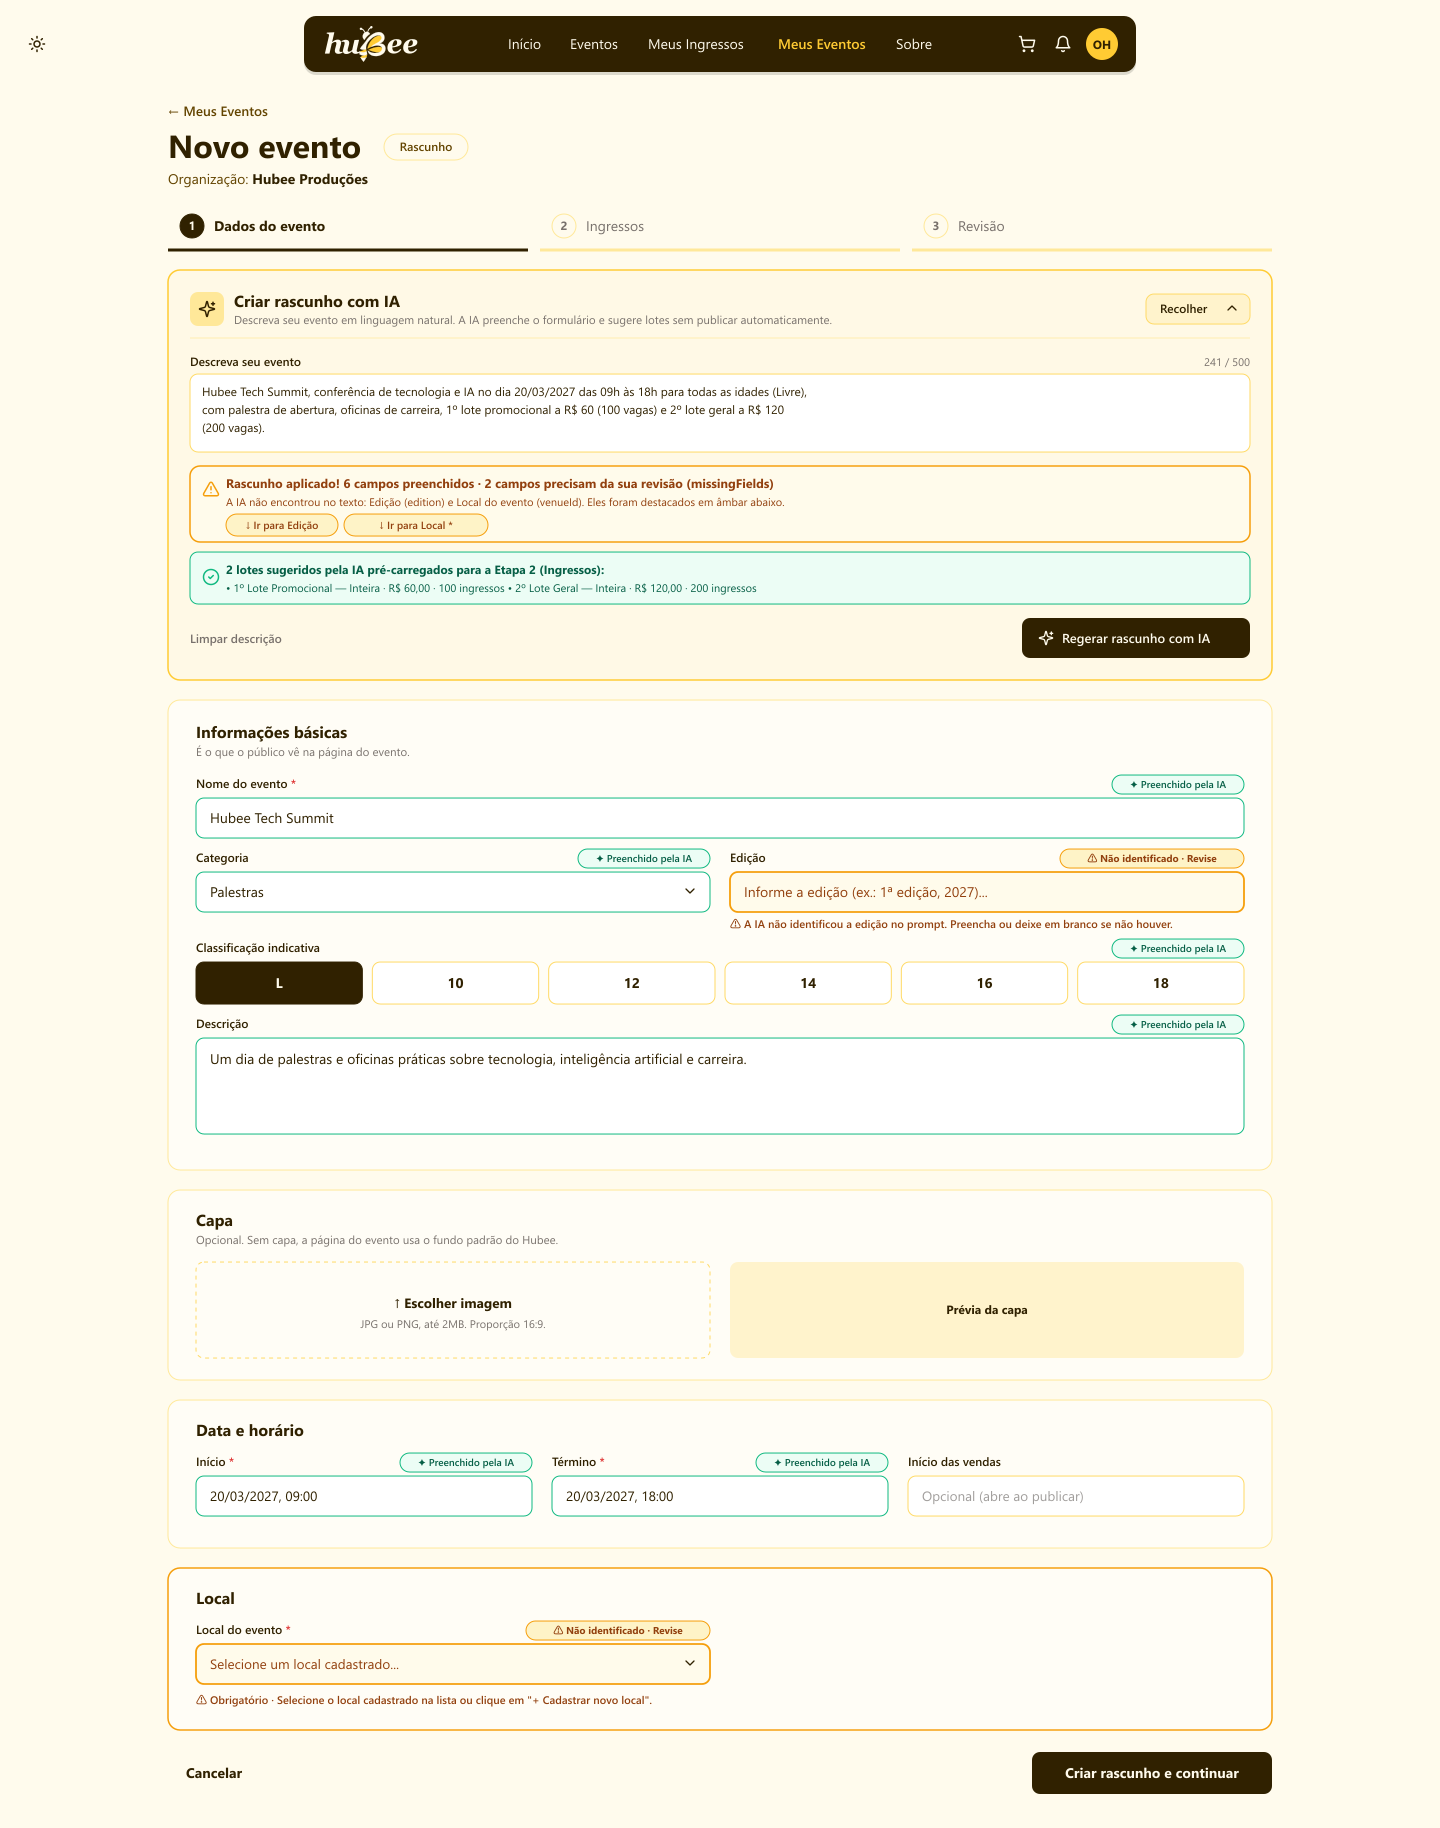 hubee
Início
Eventos
Meus Ingressos
Meus Eventos
Sobre
OH
← Meus Eventos
Novo evento
Rascunho
Organização: Hubee Produções
1 Dados do evento
2 Ingressos
3 Revisão
Criar rascunho com IA
Descreva seu evento em linguagem natural. A IA preenche o formulário e sugere lotes sem publicar automaticamente.
Recolher
Descreva seu evento
241 / 500
Hubee Tech Summit, conferência de tecnologia e IA no dia 20/03/2027 das 09h às 18h para todas as idades (Livre),
com palestra de abertura, oficinas de carreira, 1º lote promocional a R$ 60 (100 vagas) e 2º lote geral a R$ 120
(200 vagas).
Rascunho aplicado! 6 campos preenchidos · 2 campos precisam da sua revisão (missingFields)
A IA não encontrou no texto: Edição (edition) e Local do evento (venueId). Eles foram destacados em âmbar abaixo.
↓ Ir para Edição
↓ Ir para Local *
2 lotes sugeridos pela IA pré-carregados para a Etapa 2 (Ingressos):
• 1º Lote Promocional — Inteira · R$ 60,00 · 100 ingressos • 2º Lote Geral — Inteira · R$ 120,00 · 200 ingressos
Limpar descrição
Regerar rascunho com IA
Informações básicas
É o que o público vê na página do evento.
Nome do evento *
✦ Preenchido pela IA
Hubee Tech Summit
Categoria
✦ Preenchido pela IA
Edição
⚠ Não identificado · Revise
Palestras
Informe a edição (ex.: 1ª edição, 2027)...
⚠ A IA não identificou a edição no prompt. Preencha ou deixe em branco se não houver.
Classificação indicativa
✦ Preenchido pela IA
L
10
12
14
16
18
Descrição
✦ Preenchido pela IA
Um dia de palestras e oficinas práticas sobre tecnologia, inteligência artificial e carreira.
Capa
Opcional. Sem capa, a página do evento usa o fundo padrão do Hubee.
↑ Escolher imagem
JPG ou PNG, até 2MB. Proporção 16:9.
Prévia da capa
Data e horário
Início *
✦ Preenchido pela IA
Término *
✦ Preenchido pela IA
Início das vendas
20/03/2027, 09:00
20/03/2027, 18:00
Opcional (abre ao publicar)
Local
Local do evento *
⚠ Não identificado · Revise
Selecione um local cadastrado...
⚠ Obrigatório · Selecione o local cadastrado na lista ou clique em "+ Cadastrar novo local".
Cancelar
Criar rascunho e continuar